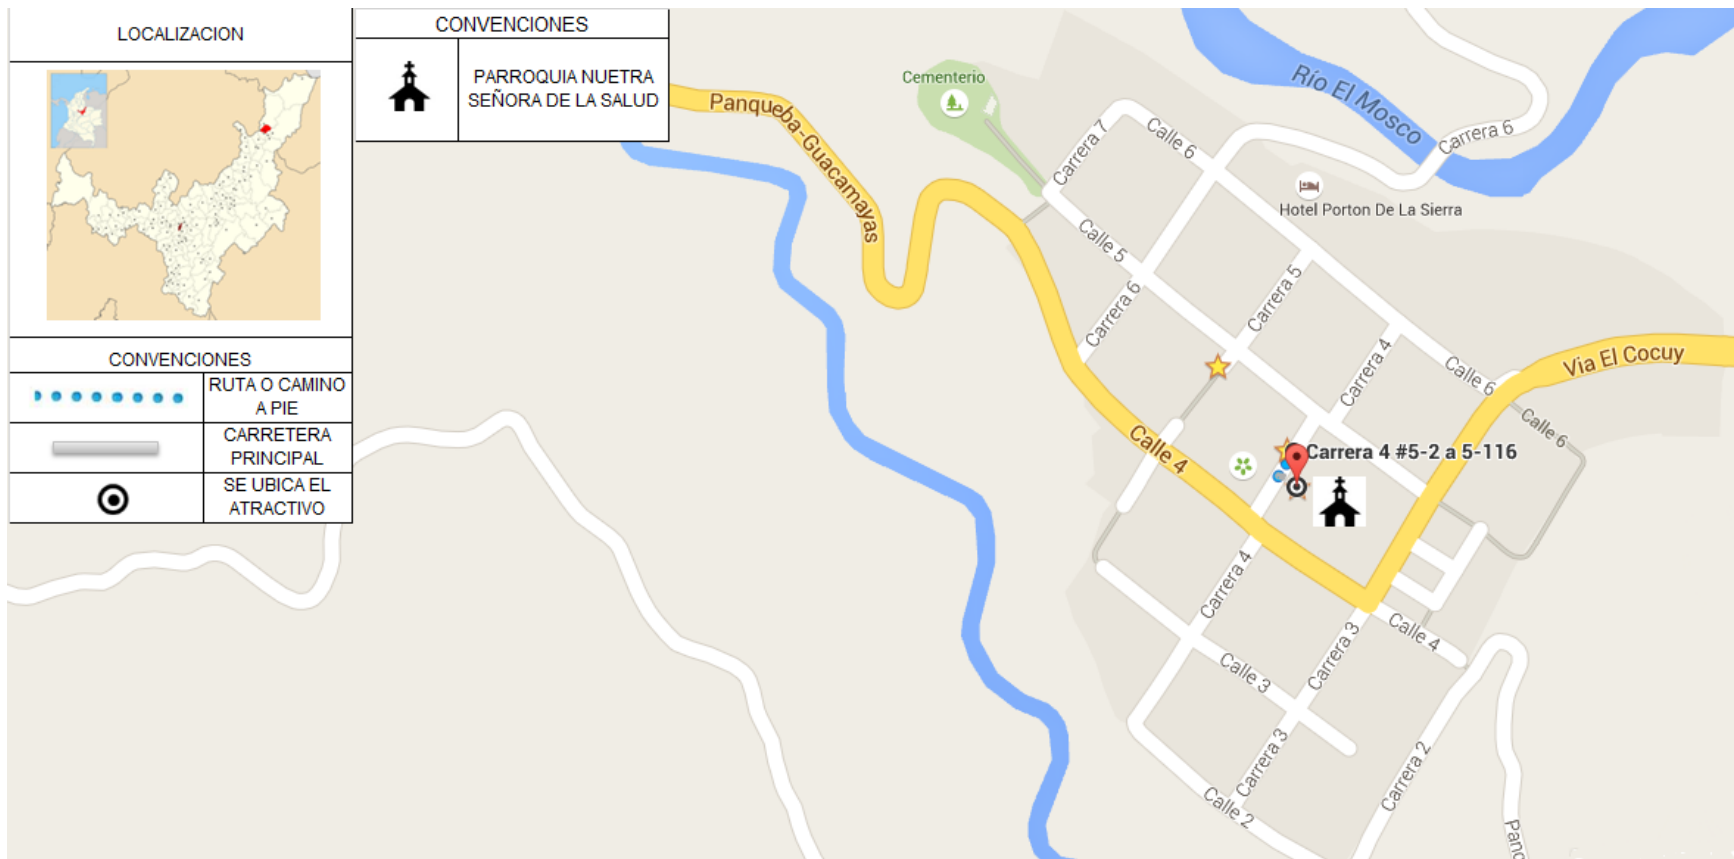 LOCALIZACION
CONVENCIONES
RUTA O CAMINO
A PIE
CARRETERA
PRINCIPAL
SE UBICA EL
ATRACTIVO
CONVENCIONES
PARROQUIA NUETRA
SEÑORA DE LA SALUD
Cementerio
Panqueba-Guacamayas
Río El Mosco
Carrera 6
Carrera 7
Calle 6
Hotel Porton De La Sierra
Calle 5
Carrera 6
Carrera 5
Carrera 4
Calle 6
Via El Cocuy
Calle 6
Calle 4
Carrera 4 #5-2 a 5-116
Carrera 4
Calle 4
Carrera 3
Calle 3
Carrera 3
Carrera 2
Calle 2
Panq